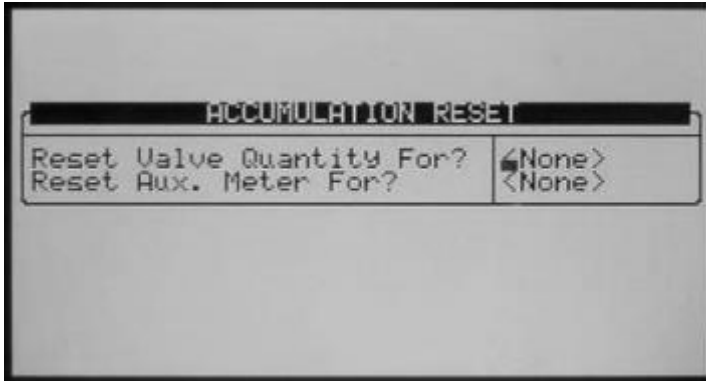 ACCUMULATION RESET
Reset Valve Quantity For? <None>
Reset Aux. Meter For? <None>